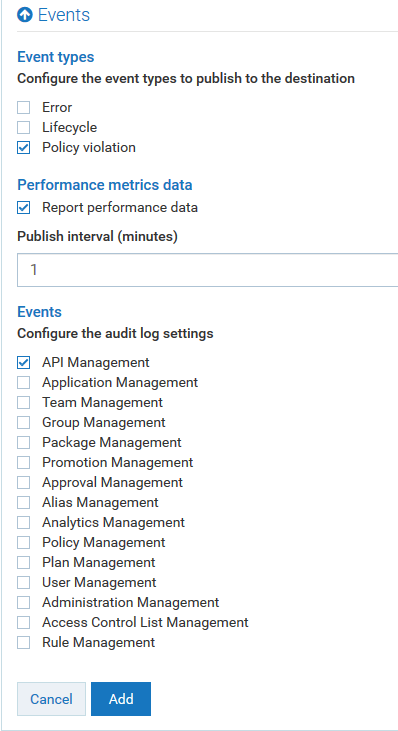 Events
Event types
Configure the event types to publish to the destination
Error
Lifecycle
Policy violation
Performance metrics data
Report performance data
Publish interval (minutes)
1
Events
Configure the audit log settings
API Management
Application Management
Team Management
Group Management
Package Management
Promotion Management
Approval Management
Alias Management
Analytics Management
Policy Management
Plan Management
User Management
Administration Management
Access Control List Management
Rule Management
Cancel Add